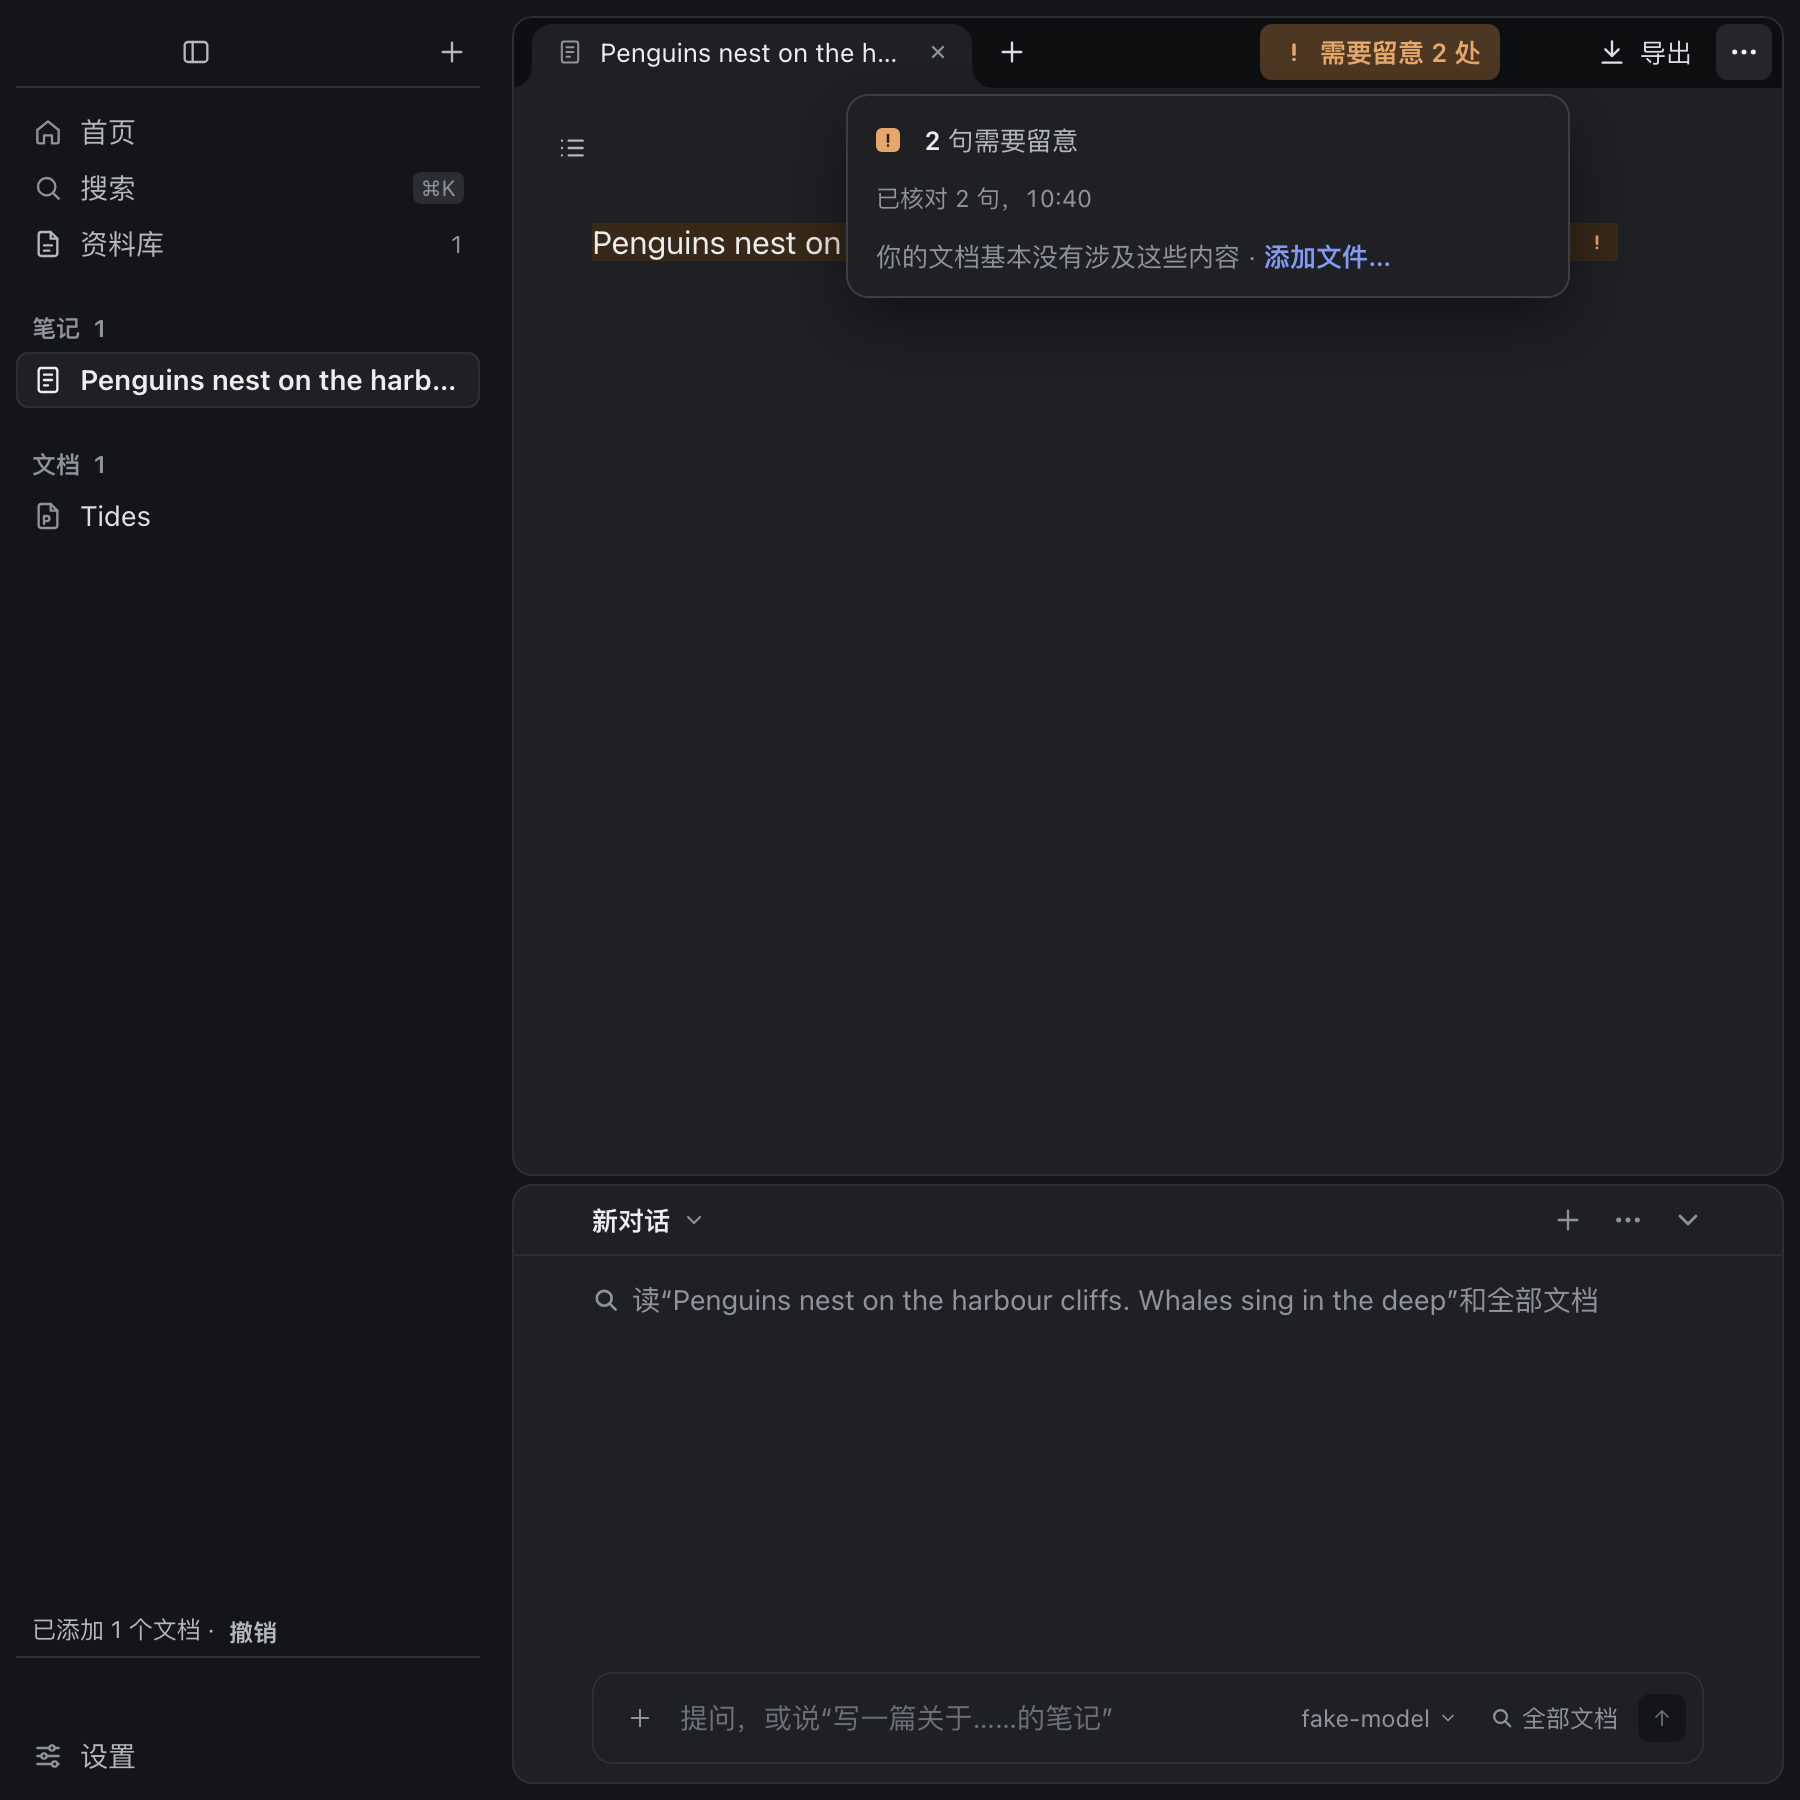 首页
搜索 ⌘K
资料库 1
笔记 1
Penguins nest on the harb...
文档 1
Tides
已添加 1 个文档 · 撤销
设置
Penguins nest on the h...
! 需要留意 2 处
导出
! 2 句需要留意
已核对 2 句，10:40
你的文档基本没有涉及这些内容 · 添加文件...
Penguins nest on !
新对话
读“Penguins nest on the harbour cliffs. Whales sing in the deep”和全部文档
提问，或说“写一篇关于……的笔记” fake-model 全部文档